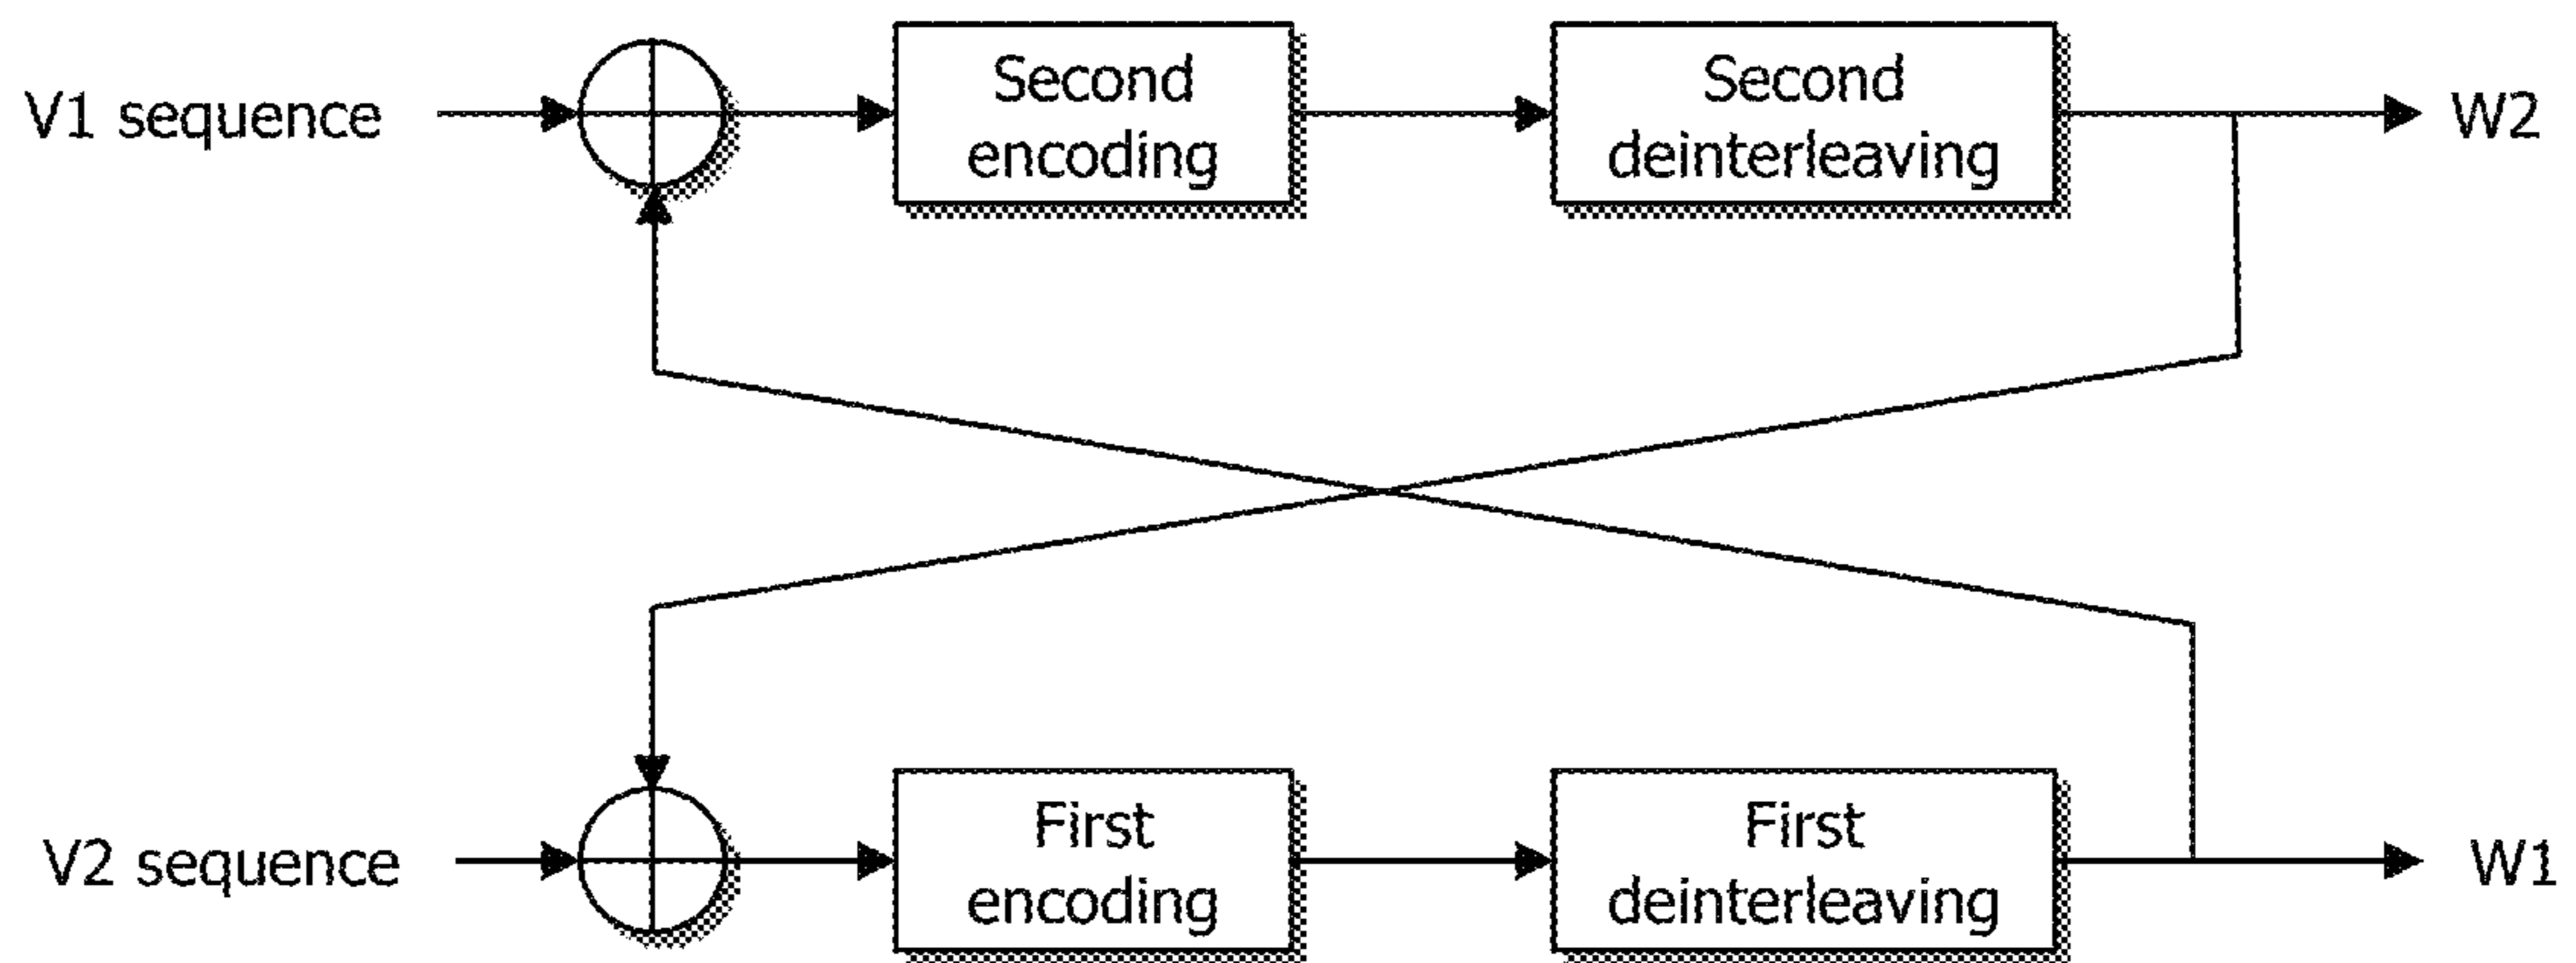 V1 sequence
Second
encoding
Second
deinterleaving
W2
V2 sequence
First
encoding
First
deinterleaving
W1